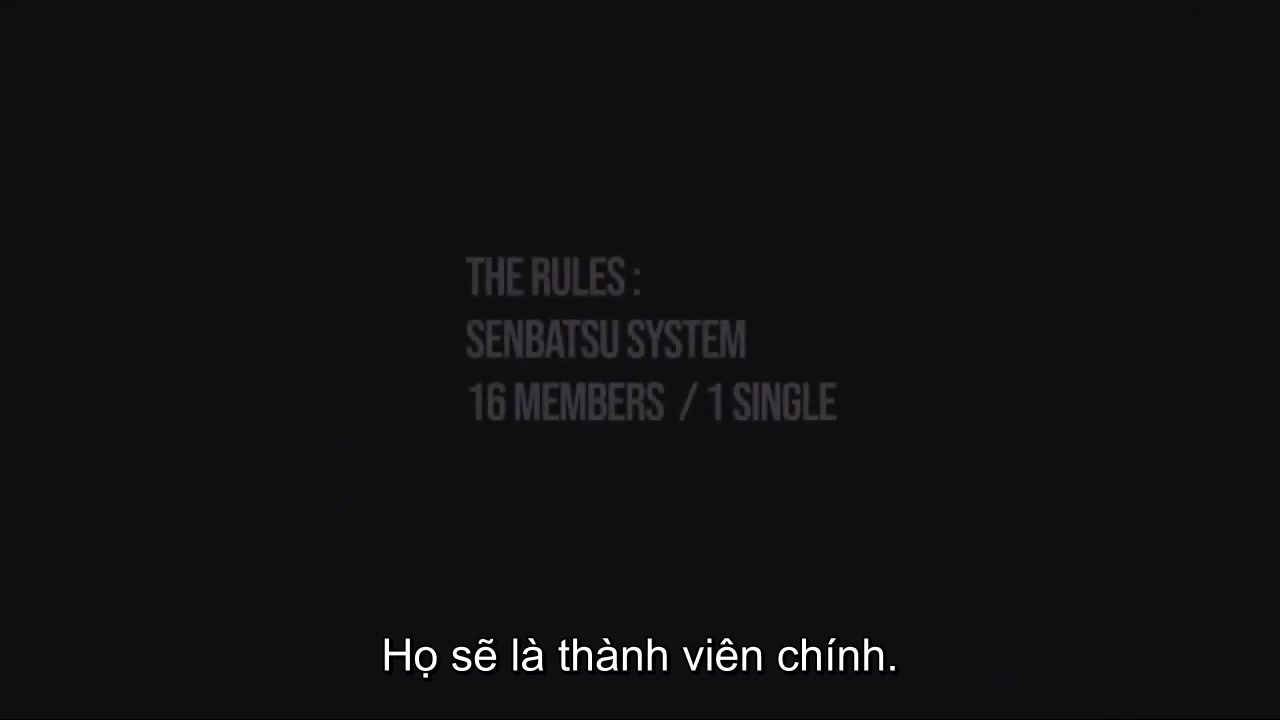 THE RULES :
SENBATSU SYSTEM
16 MEMBERS / 1 SINGLE
Họ sẽ là thành viên chính.